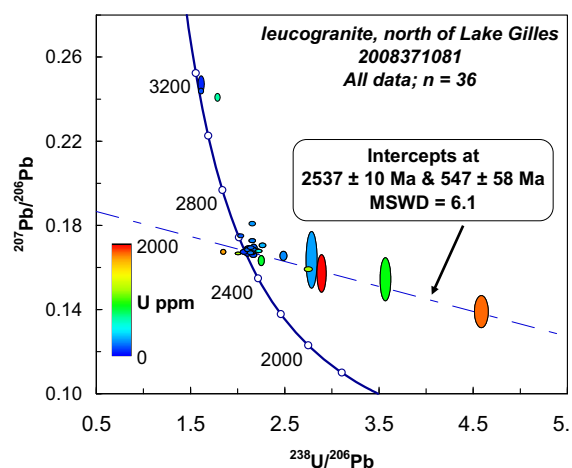 leucogranite, north of Lake Gilles
2008371081
All data; n = 36
0.26
3200
0.22
Intercepts at
2537 ± 10 Ma & 547 ± 58 Ma
MSWD = 6.1
207Pb/206Pb
2800
0.18
2000
U ppm
0
2400
0.14
2000
0.10
0.5
1.5
2.5
3.5
4.5
5.5
238U/206Pb